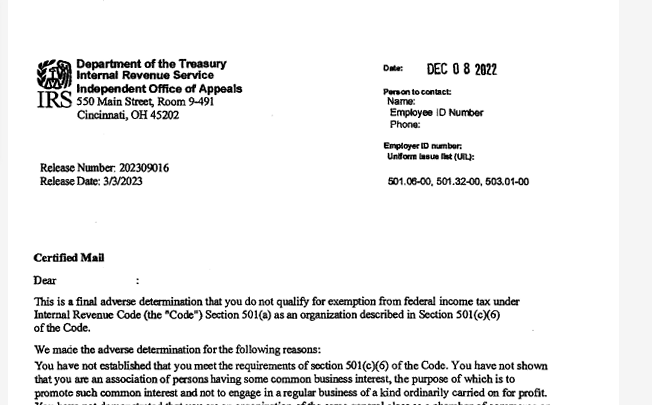 Department of the Treasury
Internal Revenue Service
Independent Office of Appeals
IRS 550 Main Street, Room 9-491
Cincinnati, OH 45202
Date: DEC 08 2022
Person to contact:
Name:
Employee ID Number
Phone:
Employer ID number:
Uniform issue list (UIL):
501.06-00, 501.32-00, 503.01-00
Release Number: 202309016
Release Date: 3/3/2023
Certified Mail
Dear :
This is a final adverse determination that you do not qualify for exemption from federal income tax under
Internal Revenue Code (the "Code") Section 501(a) as an organization described in Section 501(c)(6)
of the Code.
We made the adverse determination for the following reasons:
You have not established that you meet the requirements of section 501(c)(6) of the Code. You have not shown
that you are an association of persons having some common business interest, the purpose of which is to
promote such common interest and not to engage in a regular business of a kind ordinarily carried on for profit.